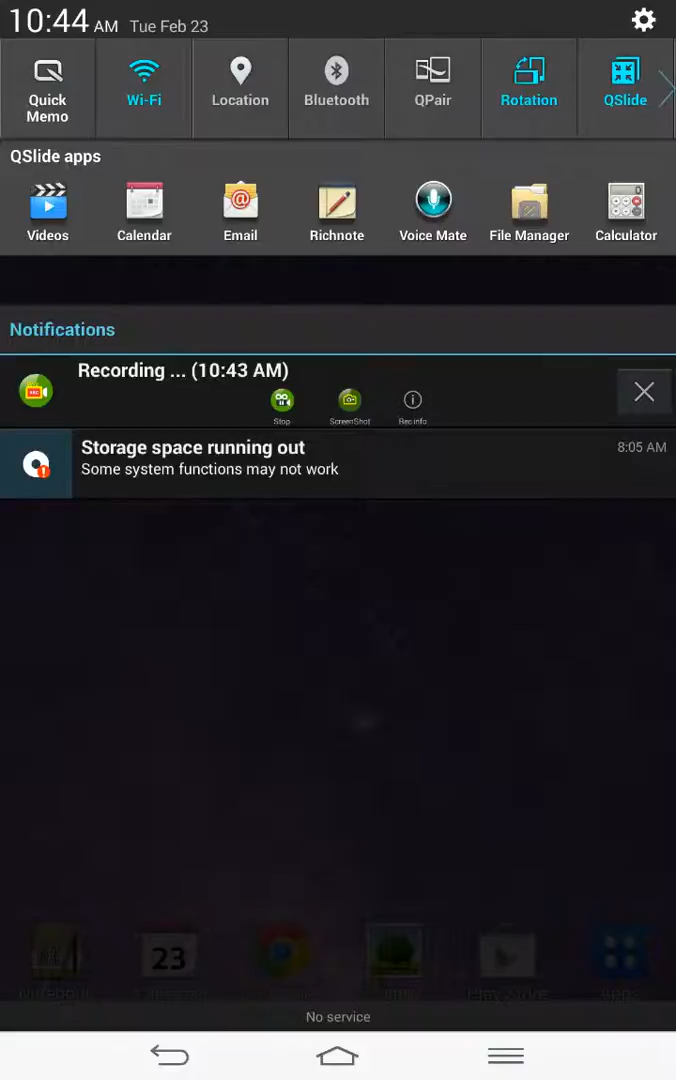 10:44 AM Tue Feb 23
Quick Memo
Wi-Fi
Location
Bluetooth
QPair
Rotation
QSlide
QSlide apps
Videos
Calendar
Email
Richnote
Voice Mate
File Manager
Calculator
Notifications
Recording ... (10:43 AM)
REC
Stop
ScreenShot
Rec info
Storage space running out
8:05 AM
Some system functions may not work
23
Apps
No service